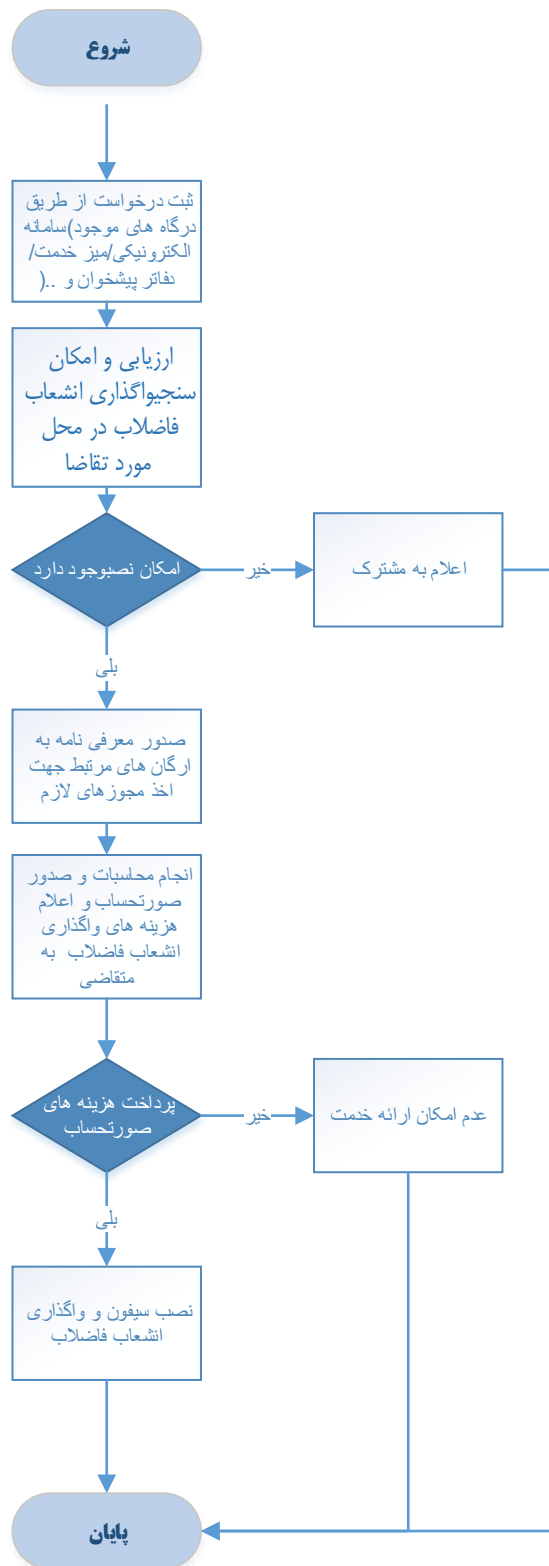 شروع
ثبت درخواست از طریق
درگاه های موجود)سامانه
الکترونیکی/میز خدمت/
دفاتر پیشخوان و ..(
ارزیابی و امکان
سنجیواگذاری انشعاب
فاضلاب در محل
مورد تقاضا
امکان نصبوجود دارد
خیر
اعلام به مشترک
بلی
صدور معرفی نامه به
ارگان های مرتبط جهت
اخذ مجوزهای لازم
انجام محاسبات و صدور
صورتحساب و اعلام
هزینه های واگذاری
انشعاب فاضلاب به
متقاضی
پرداخت هزینه های
صورتحساب
خیر
عدم امکان ارائه خدمت
بلی
نصب سیفون و واگذاری
انشعاب فاضلاب
پایان